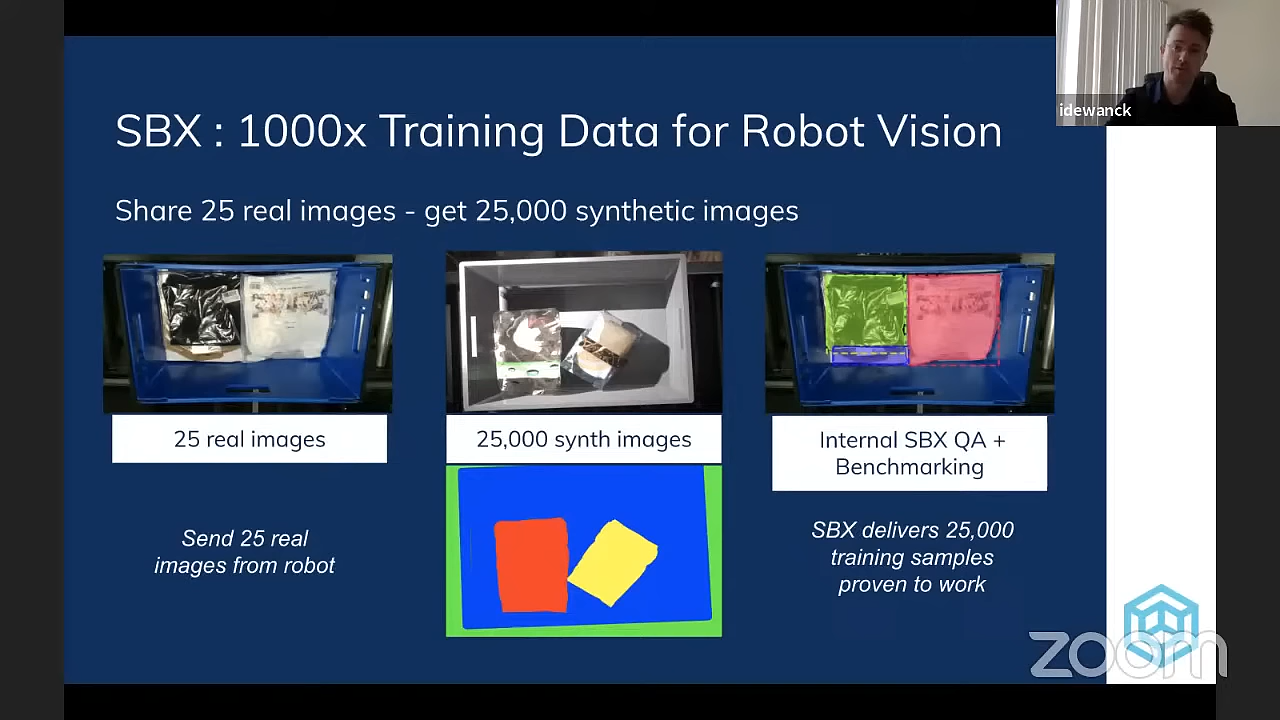 idewanck
SBX : 1000x Training Data for Robot Vision
Share 25 real images - get 25,000 synthetic images
25 real images
25,000 synth images
Internal SBX QA +
Benchmarking
Send 25 real
images from robot
SBX delivers 25,000
training samples
proven to work
zoom